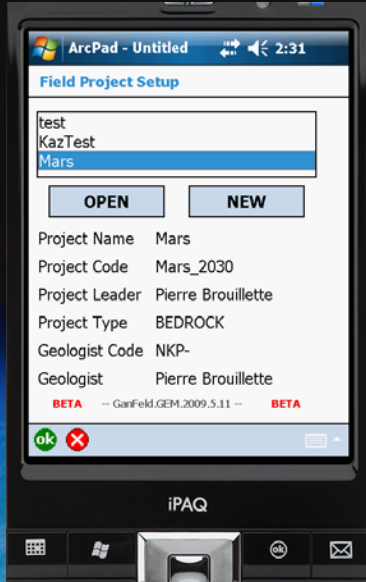 ArcPad - Untitled 2:31
Field Project Setup
test
KazTest
Mars
OPEN NEW
Project Name Mars
Project Code Mars_2030
Project Leader Pierre Brouillette
Project Type BEDROCK
Geologist Code NKP-
Geologist Pierre Brouillette
BETA -- GanFeld.GEM.2009.5.11 -- BETA
ok
iPAQ
ok